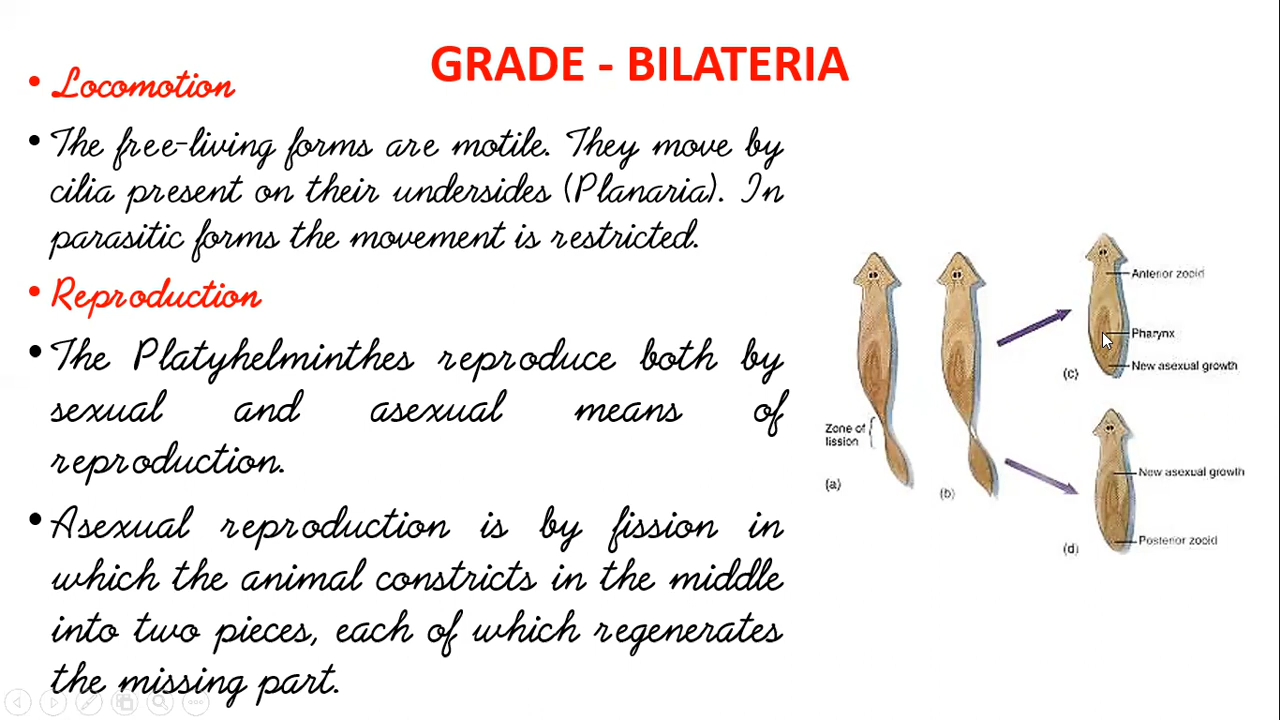 GRADE - BILATERIA
• Locomotion
• The free-living forms are motile. They move by
cilia present on their undersides (Planaria). In
parasitic forms the movement is restricted.
• Reproduction
• The Platyhelminthes reproduce both by
sexual and asexual means of
reproduction.
• Asexual reproduction is by fission in
which the animal constricts in the middle
into two pieces, each of which regenerates
the missing part.
Zone of
fission
(a)
(b)
Anterior zooid
Pharynx
New asexual growth
(c)
New asexual growth
Posterior zooid
(d)